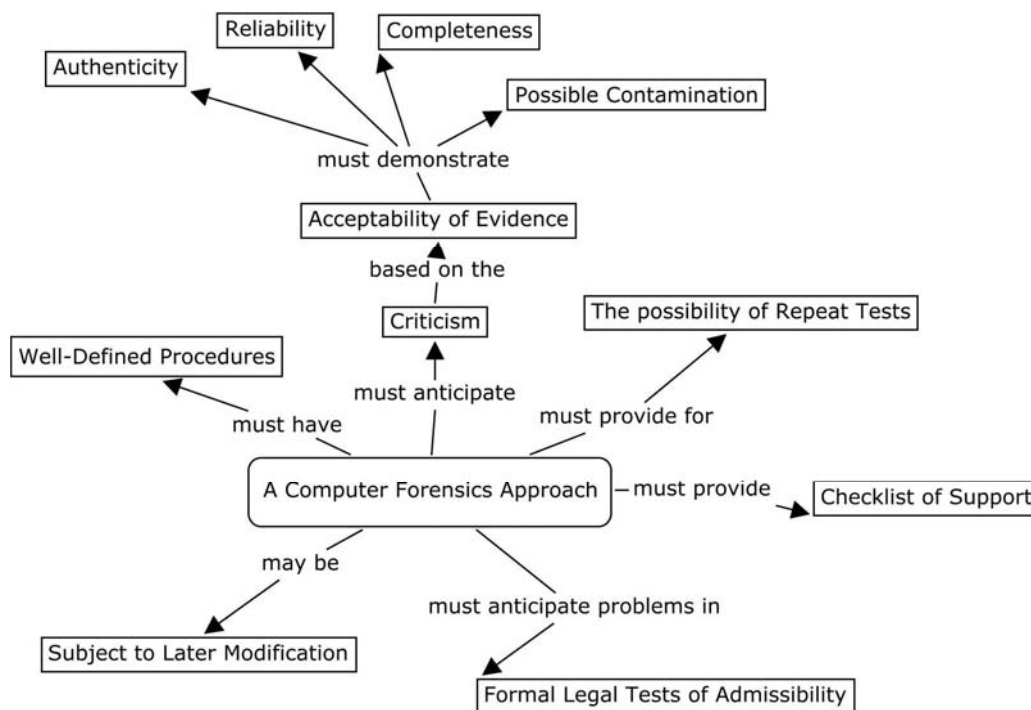 Reliability
Completeness
Authenticity
Possible Contamination
must demonstrate
Acceptability of Evidence
based on the
Criticism
The possibility of Repeat Tests
Well-Defined Procedures
must anticipate
must have
must provide for
A Computer Forensics Approach
must provide
Checklist of Support
may be
must anticipate problems in
Subject to Later Modification
Formal Legal Tests of Admissibility